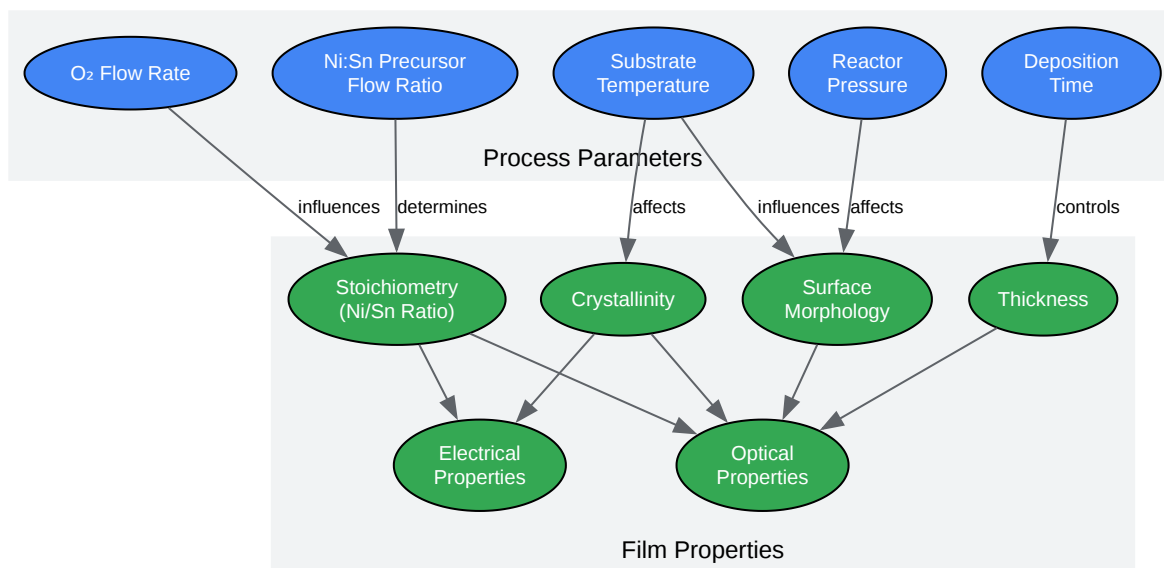 O₂ Flow Rate
Ni:Sn Precursor
Flow Ratio
Substrate
Temperature
Reactor
Pressure
Deposition
Time
Process Parameters
influences
determines
affects
influences
affects
controls
Stoichiometry
(Ni/Sn Ratio)
Crystallinity
Surface
Morphology
Thickness
Electrical
Properties
Optical
Properties
Film Properties